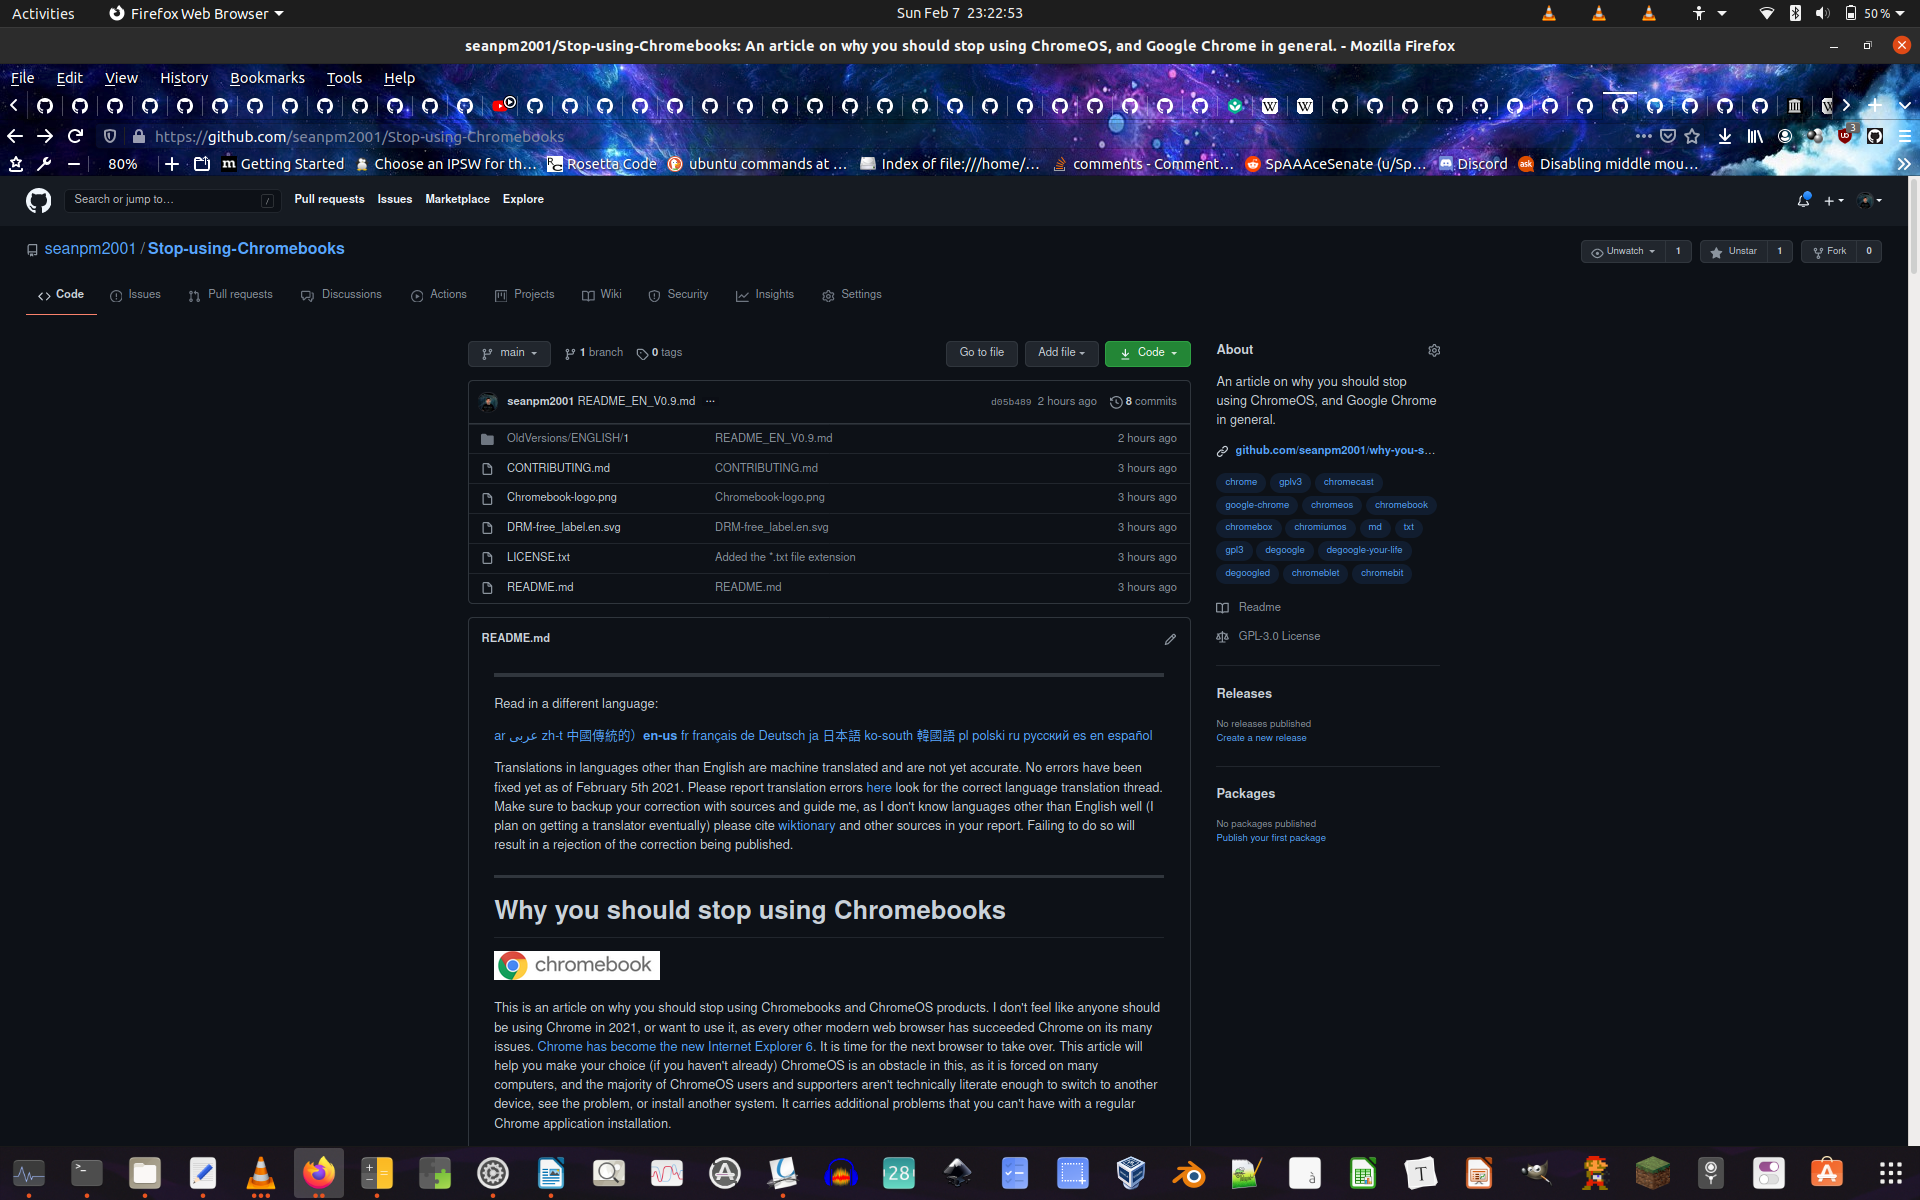 Activities Firefox Web Browser Sun Feb 7 23:22:53 50 %
seanpm2001/Stop-using-Chromebooks: An article on why you should stop using ChromeOS, and Google Chrome in general. - Mozilla Firefox
File Edit View History Bookmarks Tools Help
https://github.com/seanpm2001/Stop-using-Chromebooks
80% Getting Started Choose an IPSW for th… Rosetta Code ubuntu commands at … Index of file:///home/… comments - Comment… SpAAAceSenate (u/Sp… Discord Disabling middle mou…
Search or jump to… / Pull requests Issues Marketplace Explore
seanpm2001 / Stop-using-Chromebooks Unwatch 1 Unstar 1 Fork 0
Code Issues Pull requests Discussions Actions Projects Wiki Security Insights Settings
main 1 branch 0 tags Go to file Add file Code
seanpm2001 README_EN_V0.9.md ... d05b489 2 hours ago 8 commits
OldVersions/ENGLISH/1 README_EN_V0.9.md 2 hours ago
CONTRIBUTING.md CONTRIBUTING.md 3 hours ago
Chromebook-logo.png Chromebook-logo.png 3 hours ago
DRM-free_label.en.svg DRM-free_label.en.svg 3 hours ago
LICENSE.txt Added the *.txt file extension 3 hours ago
README.md README.md 3 hours ago
README.md
Read in a different language:
ar عربى zh-t 中國傳統的）en-us fr français de Deutsch ja 日本語 ko-south 韓國語 pl polski ru русский es en español
Translations in languages other than English are machine translated and are not yet accurate. No errors have been
fixed yet as of February 5th 2021. Please report translation errors here look for the correct language translation thread.
Make sure to backup your correction with sources and guide me, as I don't know languages other than English well (I
plan on getting a translator eventually) please cite wiktionary and other sources in your report. Failing to do so will
result in a rejection of the correction being published.
Why you should stop using Chromebooks
chromebook
This is an article on why you should stop using Chromebooks and ChromeOS products. I don't feel like anyone should
be using Chrome in 2021, or want to use it, as every other modern web browser has succeeded Chrome on its many
issues. Chrome has become the new Internet Explorer 6. It is time for the next browser to take over. This article will
help you make your choice (if you haven't already) ChromeOS is an obstacle in this, as it is forced on many
computers, and the majority of ChromeOS users and supporters aren't technically literate enough to switch to another
device, see the problem, or install another system. It carries additional problems that you can't have with a regular
Chrome application installation.
About
An article on why you should stop
using ChromeOS, and Google Chrome
in general.
github.com/seanpm2001/why-you-s…
chrome gplv3 chromecast
google-chrome chromeos chromebook
chromebox chromiumos md txt
gpl3 degoogle degoogle-your-life
degoogled chromeblet chromebit
Readme
GPL-3.0 License
Releases
No releases published
Create a new release
Packages
No packages published
Publish your first package
28